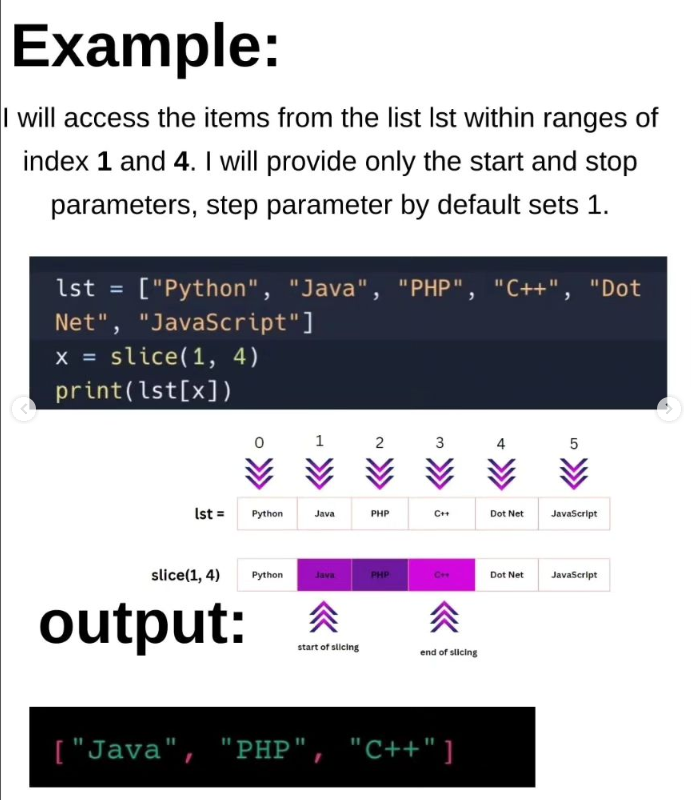 Example:
I will access the items from the list lst within ranges of
index 1 and 4. I will provide only the start and stop
parameters, step parameter by default sets 1.
lst = ["Python", "Java", "PHP", "C++", "Dot
Net", "JavaScript"]
x = slice(1, 4)
print(lst[x])
0 1 2 3 4 5
lst = Python Java PHP C++ Dot Net JavaScript
slice(1, 4) Python Java PHP C++ Dot Net JavaScript
output:
start of slicing
end of slicing
["Java", "PHP", "C++"]